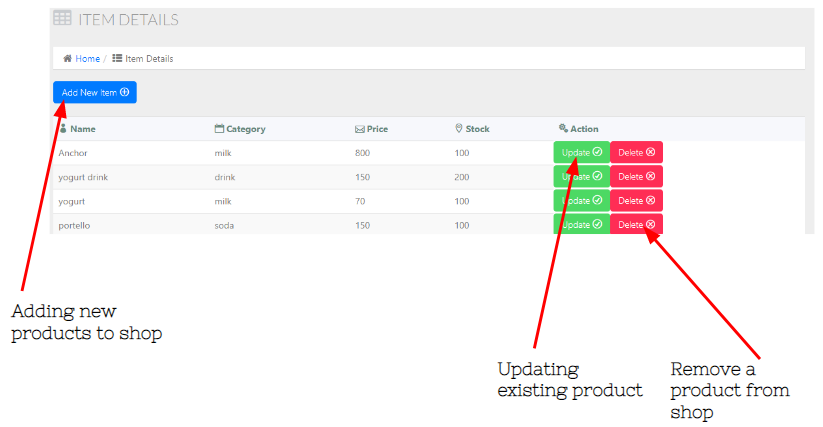 ITEM DETAILS
Home / Item Details
Add New Item
Name Category Price Stock Action
Anchor milk 800 100 Update Delete
yogurt drink drink 150 200 Update Delete
yogurt milk 70 100 Update Delete
portello soda 150 100 Update Delete
Adding new
products to shop
Updating
existing product
Remove a
product from
shop